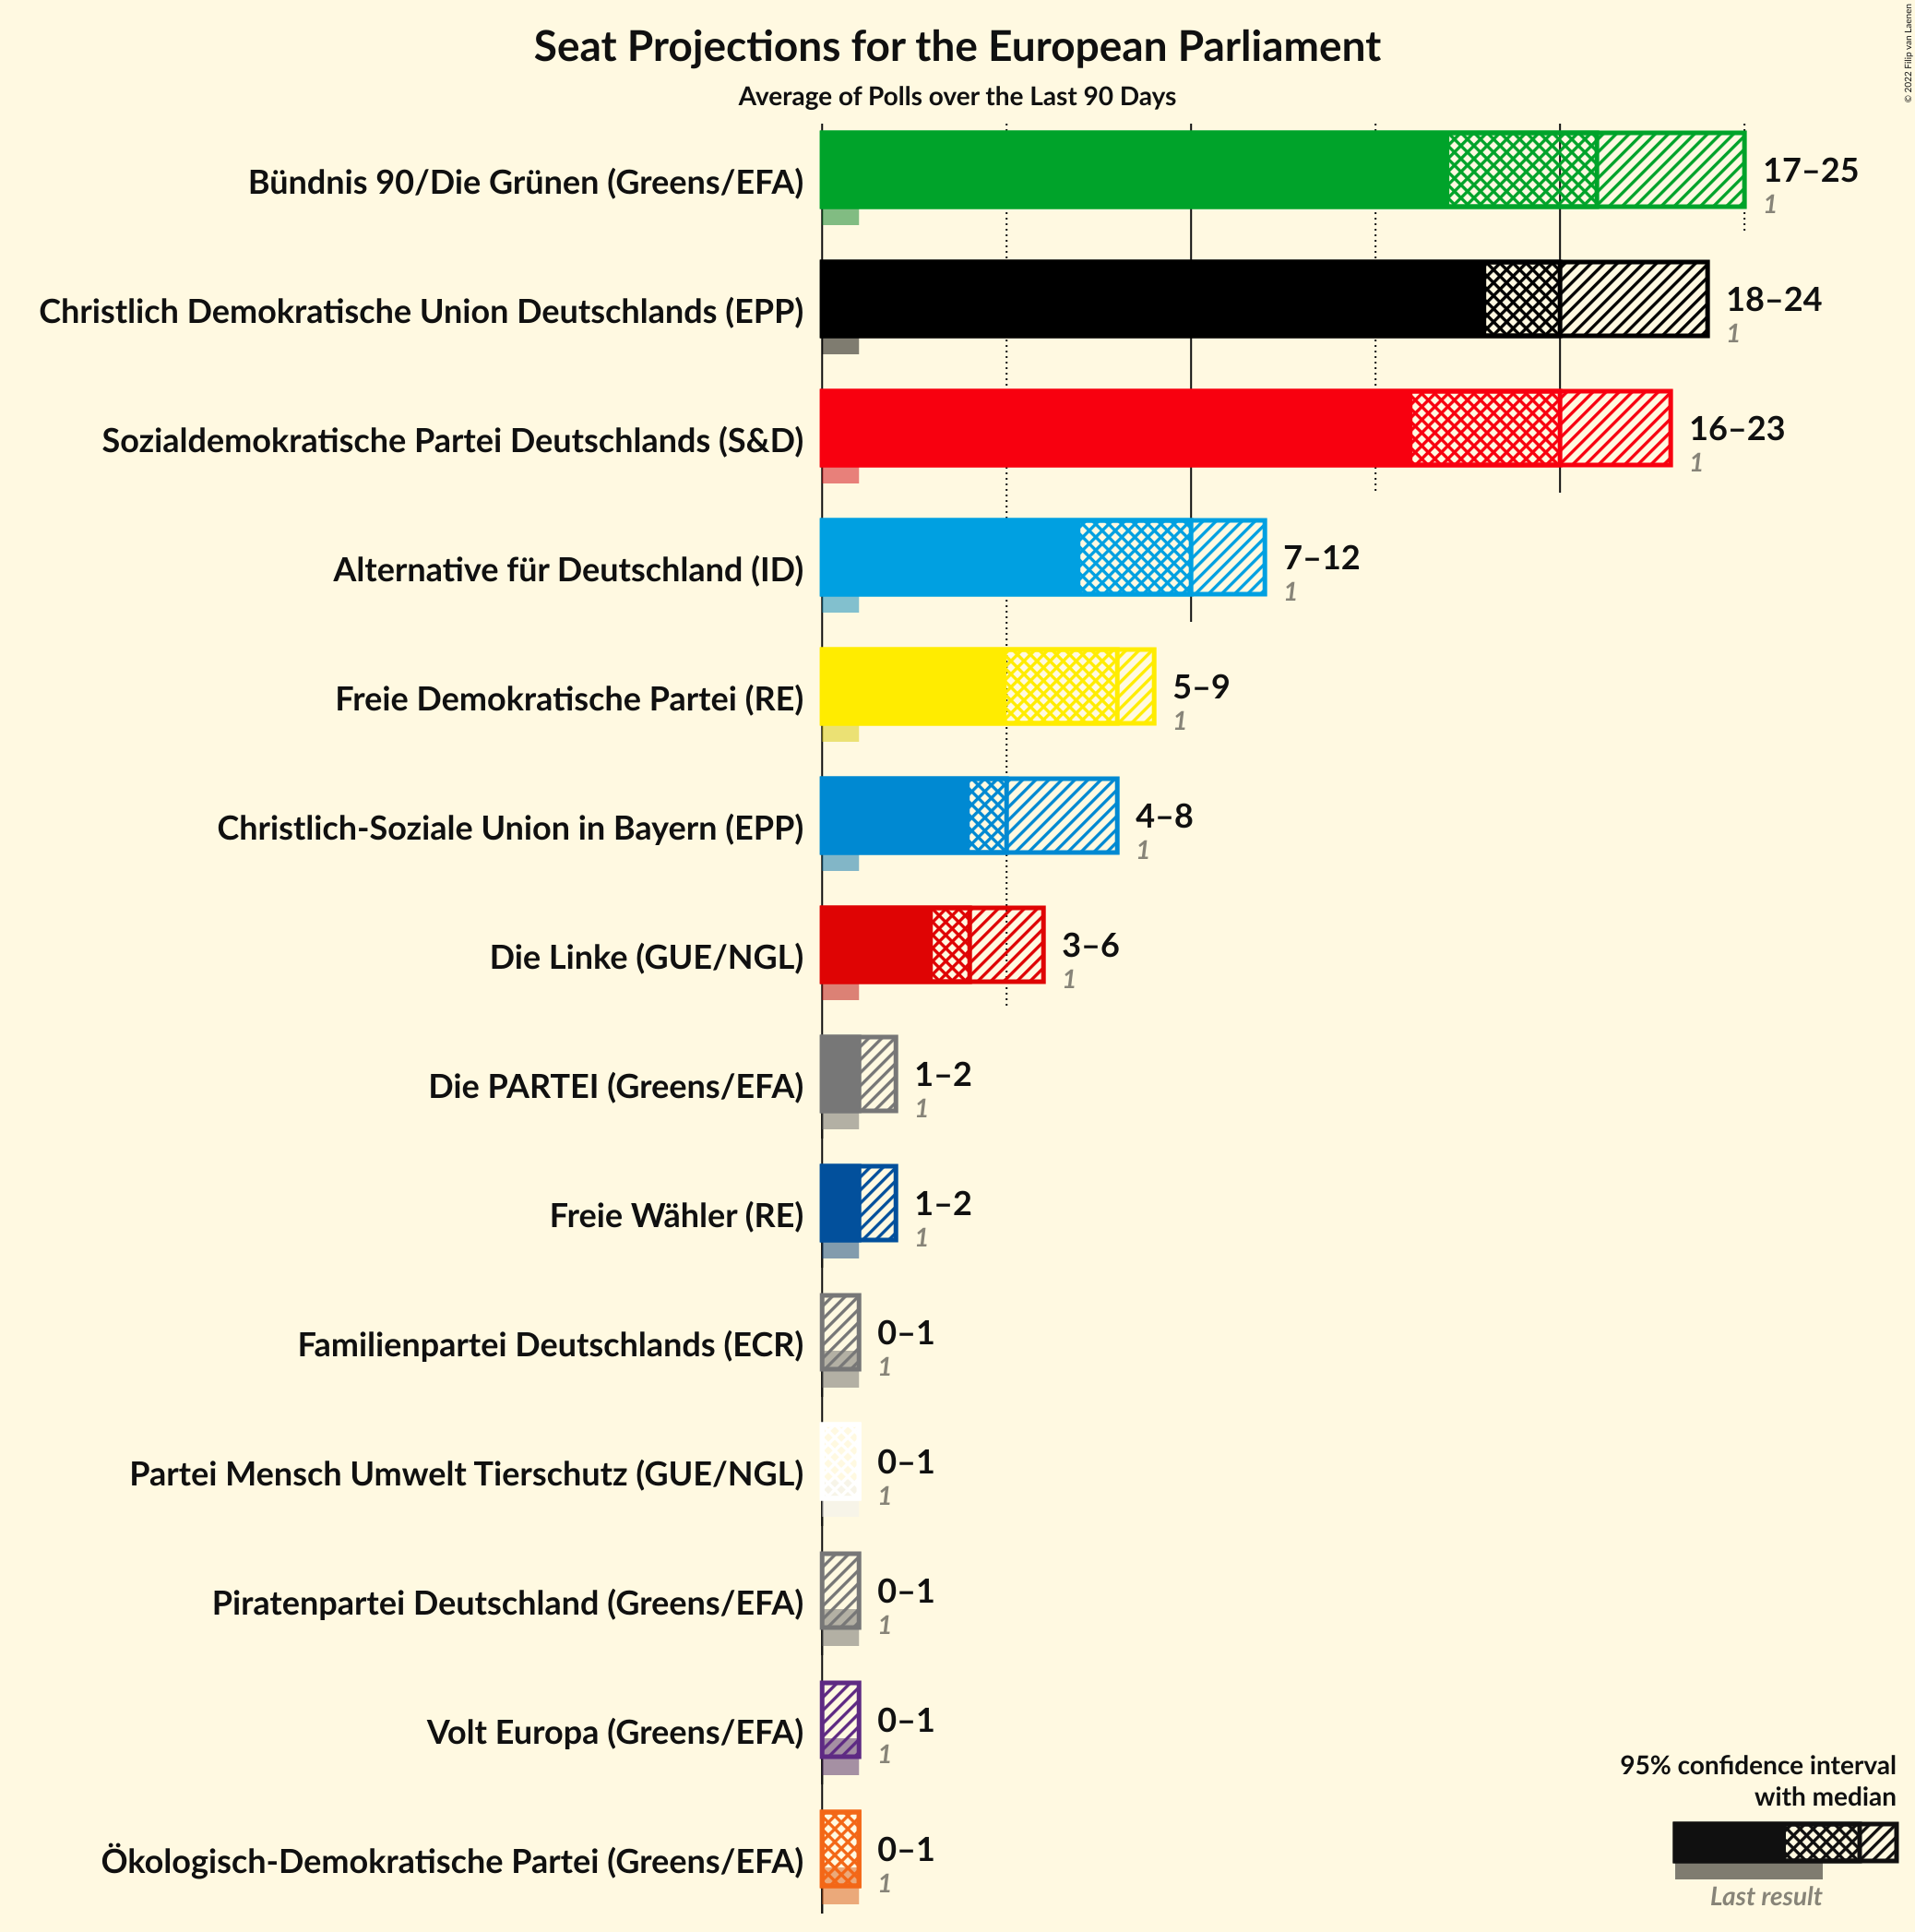 Seat Projections for the European Parliament
Average of Polls over the Last 90 Days
© 2022 Filip van Laenen
Bündnis 90/Die Grünen (Greens/EFA)
17–25
1
Christlich Demokratische Union Deutschlands (EPP)
18–24
1
Sozialdemokratische Partei Deutschlands (S&D)
16–23
1
Alternative für Deutschland (ID)
7–12
1
Freie Demokratische Partei (RE)
5–9
1
Christlich-Soziale Union in Bayern (EPP)
4–8
1
Die Linke (GUE/NGL)
3–6
1
Die PARTEI (Greens/EFA)
1–2
1
Freie Wähler (RE)
1–2
1
Familienpartei Deutschlands (ECR)
0–1
1
Partei Mensch Umwelt Tierschutz (GUE/NGL)
0–1
1
Piratenpartei Deutschland (Greens/EFA)
0–1
1
Volt Europa (Greens/EFA)
0–1
1
Ökologisch-Demokratische Partei (Greens/EFA)
0–1
1
95% confidence interval
with median
Last result